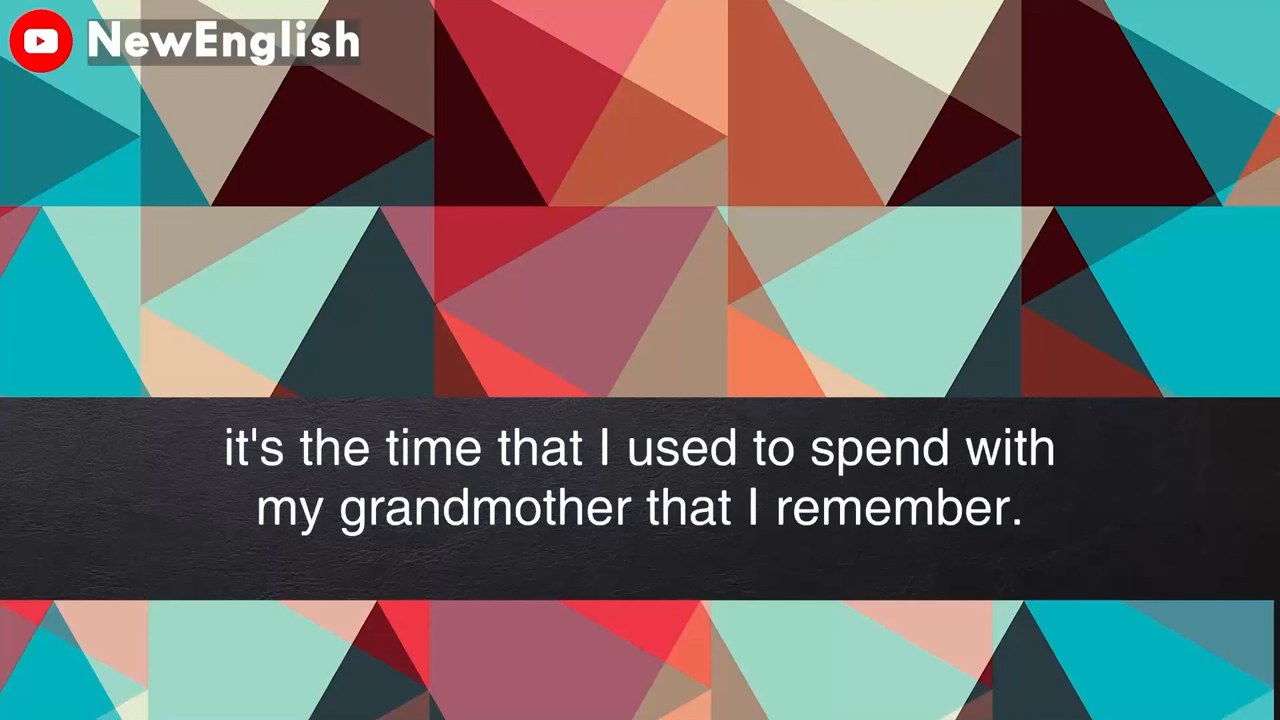 NewEnglish
it's the time that I used to spend with
my grandmother that I remember.